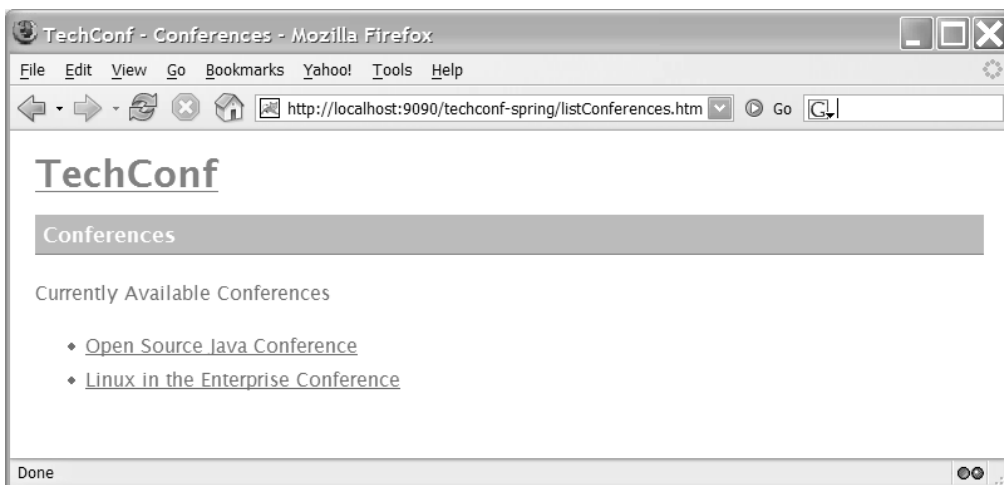 TechConf - Conferences - Mozilla Firefox
File Edit View Go Bookmarks Yahoo! Tools Help
http://localhost:9090/techconf-spring/listConferences.htm Go G
TechConf
Conferences
Currently Available Conferences
Open Source Java Conference
Linux in the Enterprise Conference
Done